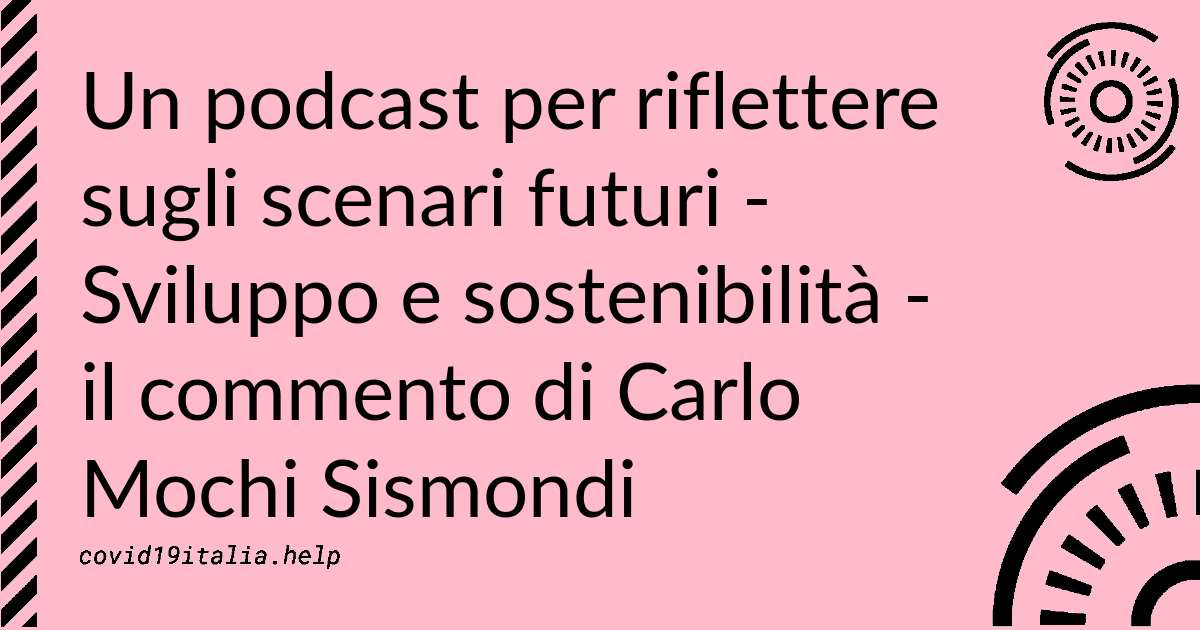 Un podcast per riflettere
sugli scenari futuri -
Sviluppo e sostenibilità -
il commento di Carlo
Mochi Sismondi
covid19italia.help